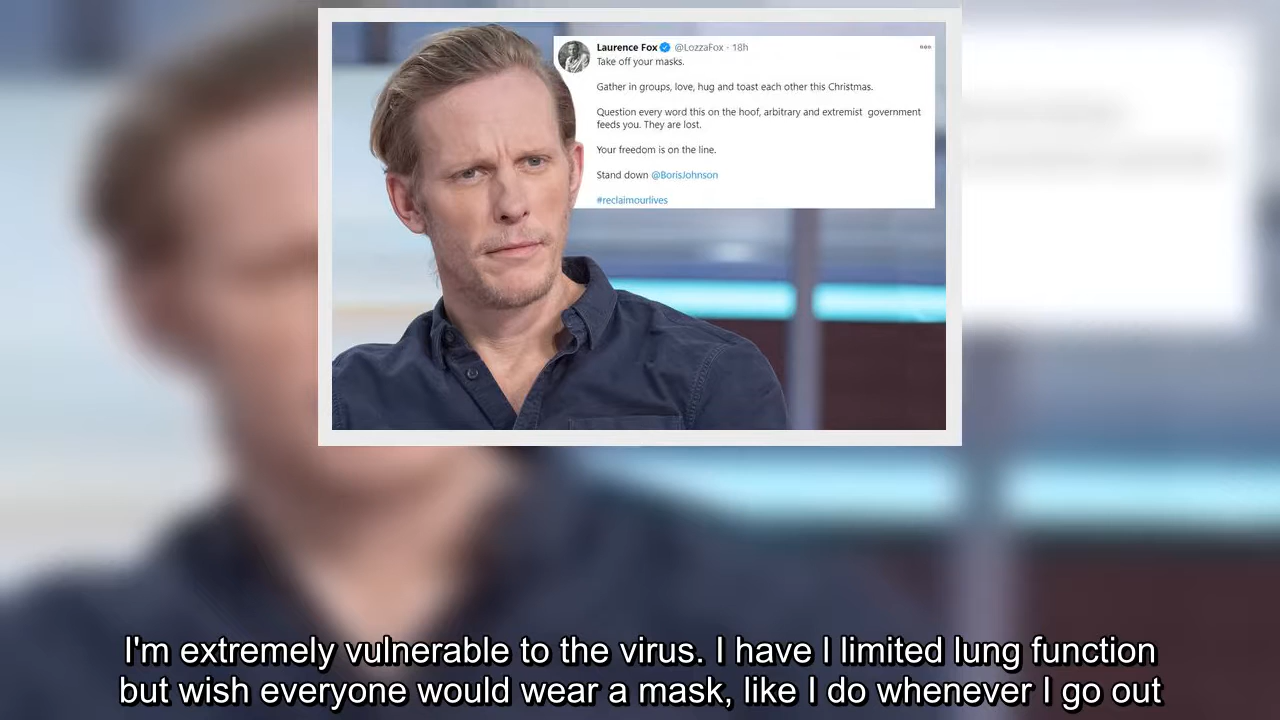 Laurence Fox @LozzaFox · 18h
Take off your masks.
Gather in groups, love, hug and toast each other this Christmas.
Question every word this on the hoof, arbitrary and extremist government
feeds you. They are lost.
Your freedom is on the line.
Stand down @BorisJohnson
#reclaimourlives
I'm extremely vulnerable to the virus. I have I limited lung function
but wish everyone would wear a mask, like I do whenever I go out